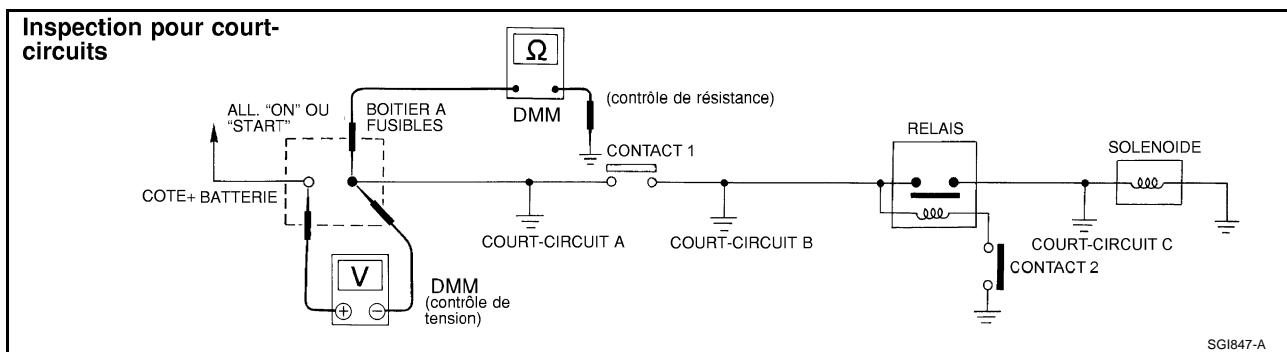 Inspection pour court-
circuits
Ω
DMM
(contrôle de résistance)
ALL. "ON" OU
"START"
BOITIER A
FUSIBLES
COTE+ BATTERIE
CONTACT 1
RELAIS
SOLENOIDE
COURT-CIRCUIT A
COURT-CIRCUIT B
COURT-CIRCUIT C
CONTACT 2
V
+ −
DMM
(contrôle de
tension)
SGI847-A